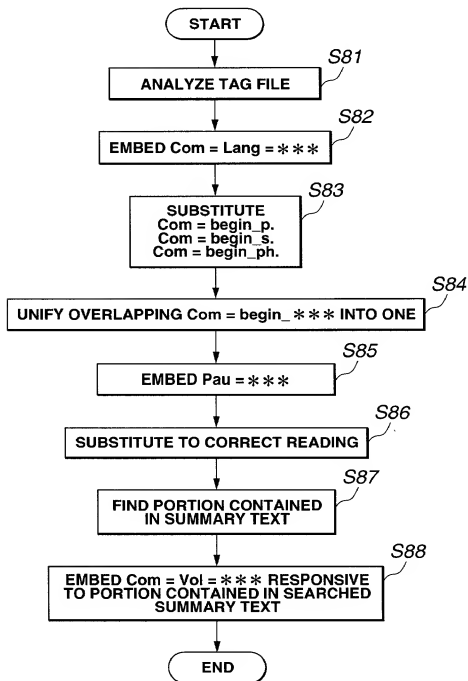 START
S81
ANALYZE TAG FILE
S82
EMBED Com = Lang = ***
S83
SUBSTITUTE
Com = begin_p.
Com = begin_s.
Com = begin_ph.
S84
UNIFY OVERLAPPING Com = begin_ *** INTO ONE
S85
EMBED Pau = ***
S86
SUBSTITUTE TO CORRECT READING
S87
FIND PORTION CONTAINED
IN SUMMARY TEXT
S88
EMBED Com = Vol = *** RESPONSIVE
TO PORTION CONTAINED IN SEARCHED
SUMMARY TEXT
END